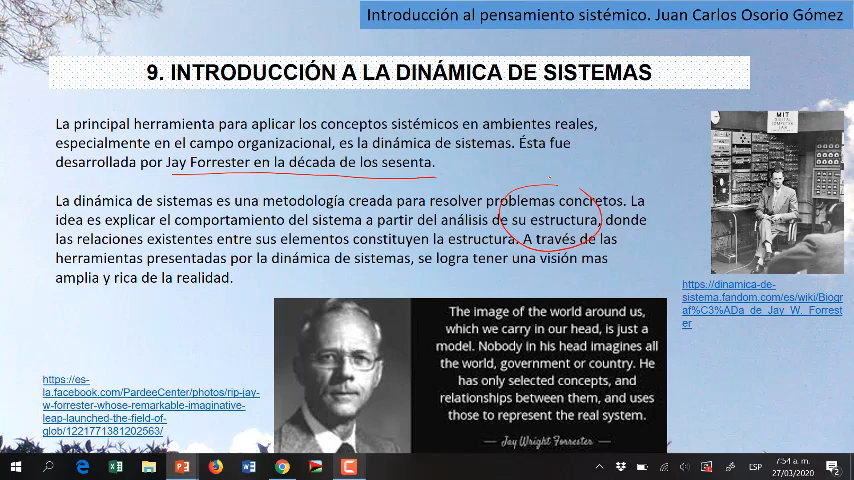 Introducción al pensamiento sistémico. Juan Carlos Osorio Gómez
9. INTRODUCCIÓN A LA DINÁMICA DE SISTEMAS
La principal herramienta para aplicar los conceptos sistémicos en ambientes reales,
especialmente en el campo organizacional, es la dinámica de sistemas. Ésta fue
desarrollada por Jay Forrester en la década de los sesenta.
La dinámica de sistemas es una metodología creada para resolver problemas concretos. La
idea es explicar el comportamiento del sistema a partir del análisis de su estructura, donde
las relaciones existentes entre sus elementos constituyen la estructura. A través de las
herramientas presentadas por la dinámica de sistemas, se logra tener una visión mas
amplia y rica de la realidad.
MIT
DIGITAL
COMPUTER
LAB
https://dinamica-de-
sistema.fandom.com/es/wiki/Biogr
af%C3%ADa_de_Jay_W._Forrest
er
The image of the world around us,
which we carry in our head, is just a
model. Nobody in his head imagines all
the world, government or country. He
has only selected concepts, and
relationships between them, and uses
those to represent the real system.
— Jay Wright Forrester —
https://es-
la.facebook.com/PardeeCenter/photos/rip-jay-
w-forrester-whose-remarkable-imaginative-
leap-launched-the-field-of-
glob/1221771381202563/
ESP
7:54 a. m.
27/03/2020
2